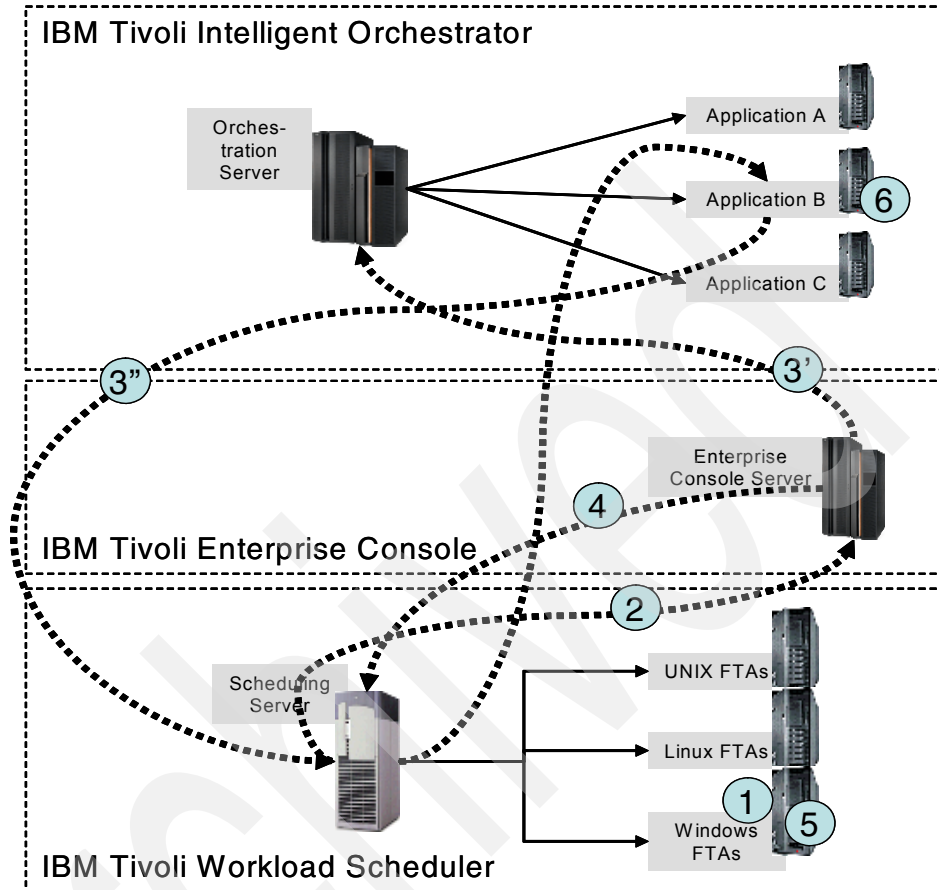 IBM Tivoli Intelligent Orchestrator
Orches-
tration
Server
Application A
Application B
6
Application C
3”
3’
Enterprise
Console Server
4
IBM Tivoli Enterprise Console
2
Scheduling
Server
UNIX FTAs
Linux FTAs
1
5
Windows
FTAs
IBM Tivoli Workload Scheduler